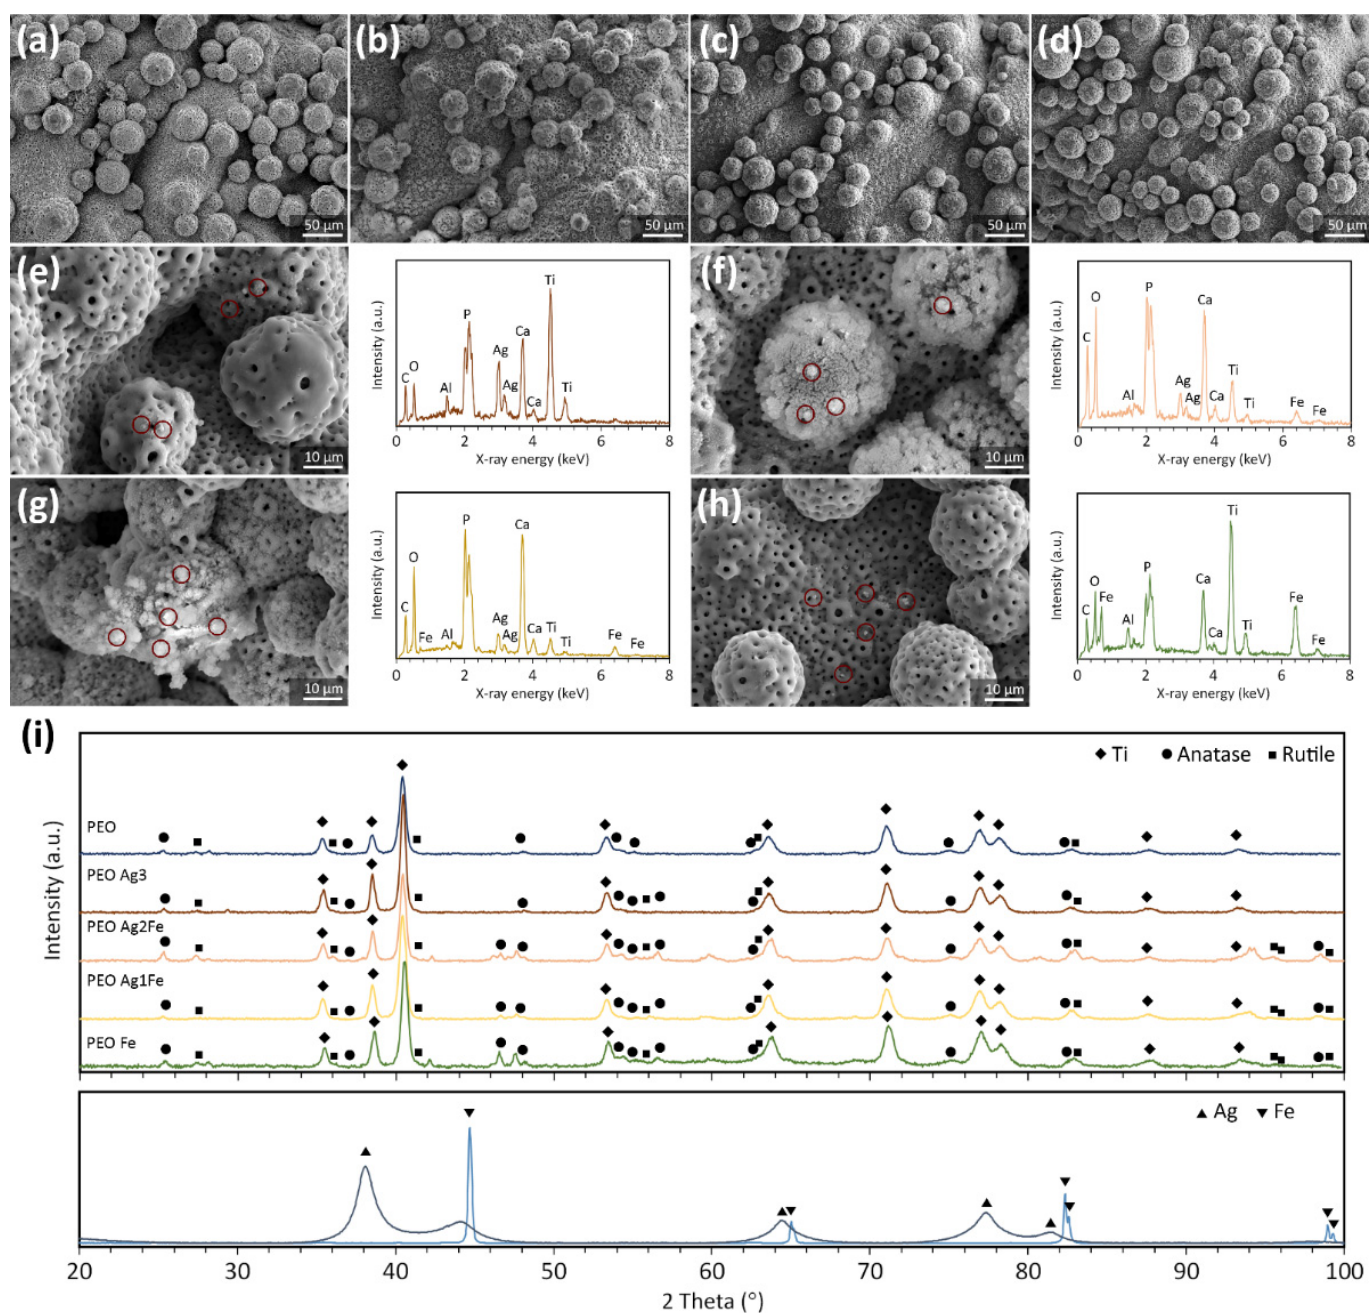 (a) (b) (c) (d)
50 µm 50 µm 50 µm 50 µm
(e) (f)
10 µm 10 µm
Intensity (a.u.)
C O Al P Ag Ag Ca Ca Ti Ti
0 2 4 6 8
X-ray energy (keV)
Intensity (a.u.)
C O Al P Ag Ag Ca Ca Ti Ti Fe Fe
0 2 4 6 8
X-ray energy (keV)
(g) (h)
10 µm 10 µm
Intensity (a.u.)
C O Fe Al P Ag Ag Ca Ca Ti Ti Fe Fe
0 2 4 6 8
X-ray energy (keV)
Intensity (a.u.)
C O Fe Al P Ca Ca Ti Ti Fe Fe
0 2 4 6 8
X-ray energy (keV)
(i)
Ti Anatase Rutile
Intensity (a.u.)
PEO
PEO Ag3
PEO Ag2Fe
PEO Ag1Fe
PEO Fe
Ag Fe
20 30 40 50 60 70 80 90 100
2 Theta (°)